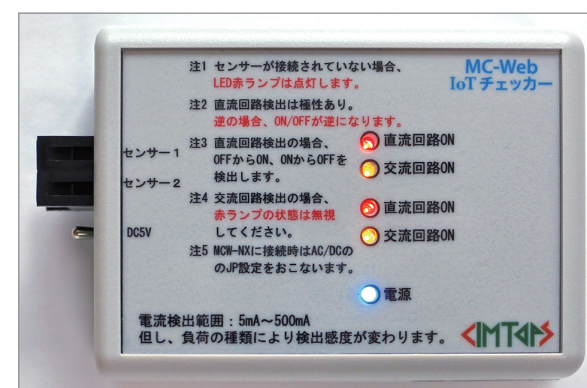 注1 センサーが接続されていない場合、
LED赤ランプは点灯します。
MC-Web
IoT チェッカー
注2 直流回路検出は極性あり。
逆の場合、ON/OFFが逆になります。
センサー1
注3 直流回路検出の場合、
OFFからON、ONからOFFを
検出します。
直流回路ON
交流回路ON
センサー2
注4 交流回路検出の場合、
赤ランプの状態は無視
してください。
直流回路ON
交流回路ON
DC5V
注5 MCW-NXに接続時はAC/DCの
のJP設定をおこないます。
電源
電流検出範囲：5mA～500mA
但し、負荷の種類により検出感度が変わります。
CIMTOPS